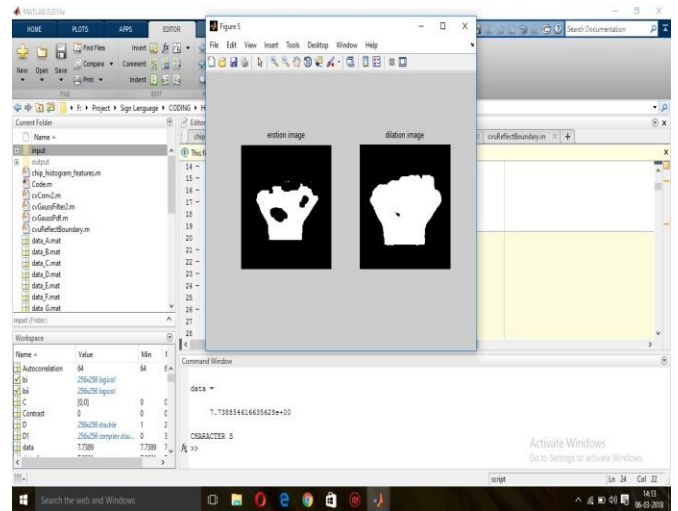 MATLAB R2014a
HOME PLOTS APPS EDITOR
Search Documentation
New Open Save
Find Files
Compare
Print
Insert
Comment
Indent
FILE
EDIT
F: Project Sign Language CODING
Current Folder
Name
input
output
chip_histogram_features.m
Code.m
cvConv2.m
cvGaussFilter2.m
cvGaussPdf.m
cvuReflectBoundary.m
data_A.mat
data_B.mat
data_C.mat
data_D.mat
data_E.mat
data_F.mat
data_G.mat
input (Folder)
Workspace
Name Value Min
Autocorrelation 64 64
bi 256x256 logical
bii 256x256 logical
C [0,0] 0
Contrast 0 0
D 256x256 double 1 2
D1 256x256 complex dou... 0 3
data 7.7389 7.7389 7
Figure 5
File Edit View Insert Tools Desktop Window Help
erotion image
dilation image
Editor
chip
cvuReflectBoundary.m
This fi
14
15
16
17
18
19
20
21
22
23
24
25
26
27
28
Command Window
data =
7.738854616635628e+00
CHARACTER S
fx >>
Activate Windows
Go to Settings to activate Windows.
script
Ln 24 Col 22
Search the web and Windows
14:13
06-03-2018